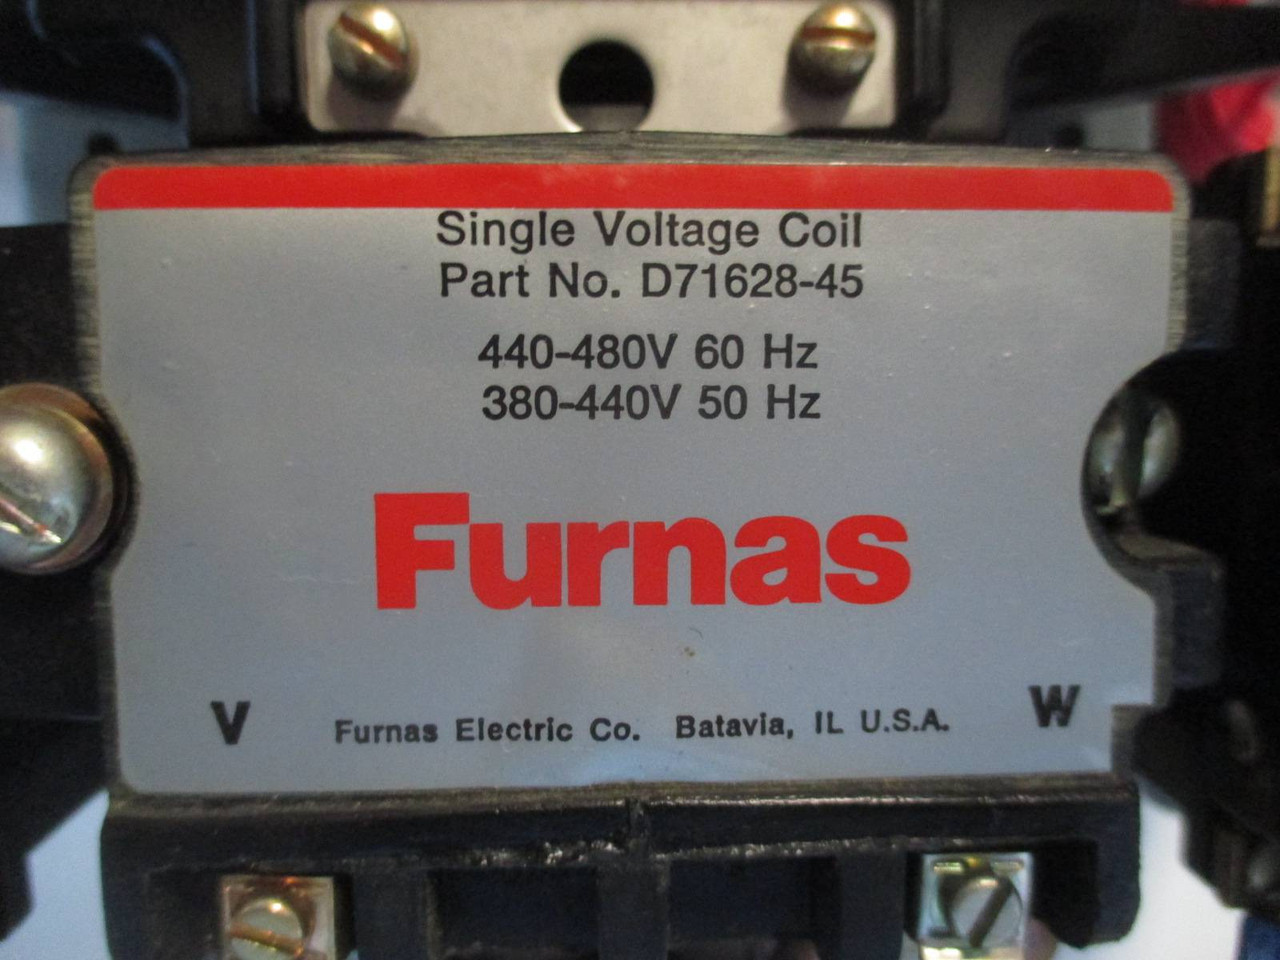 Single Voltage Coil
Part No. D71628-45
440-480V 60 Hz
380-440V 50 Hz
Furnas
V
Furnas Electric Co. Batavia, IL U.S.A.
W